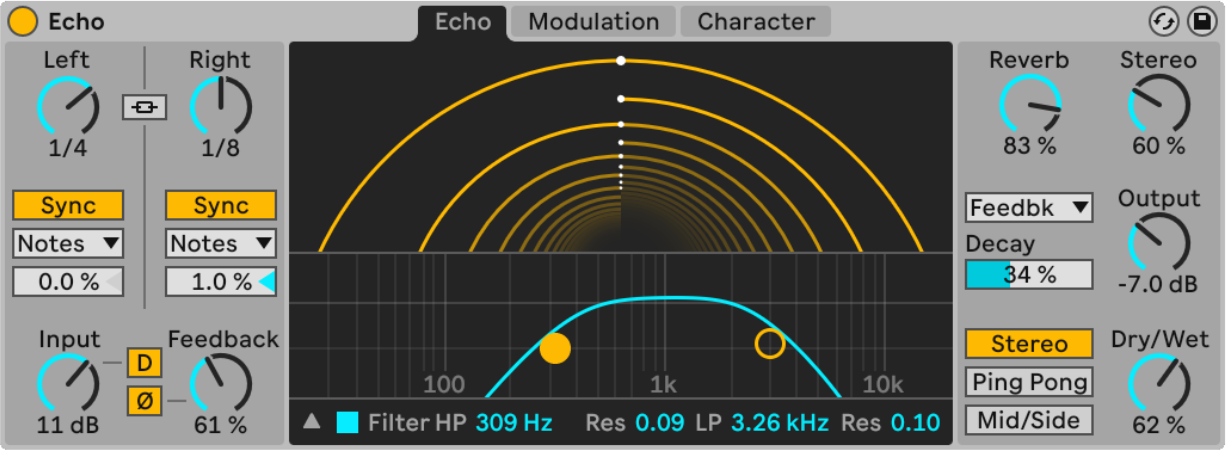 Echo
Echo
Modulation
Character
Left
Right
1/4
1/8
Sync
Sync
Notes
Notes
0.0 %
1.0 %
Input
Feedback
D
Ø
11 dB
61 %
100
1k
10k
Filter HP 309 Hz Res 0.09 LP 3.26 kHz Res 0.10
Reverb
Stereo
83 %
60 %
Feedbk
Output
Decay
34 %
-7.0 dB
Stereo
Dry/Wet
Ping Pong
Mid/Side
62 %